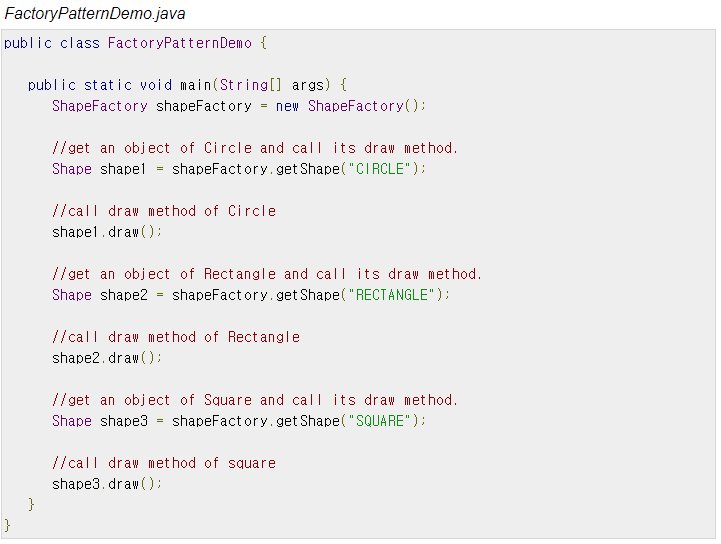 FactoryPatternDemo.java
public class FactoryPatternDemo {
public static void main(String[] args) {
ShapeFactory shapeFactory = new ShapeFactory();
//get an object of Circle and call its draw method.
Shape shape1 = shapeFactory.getShape("CIRCLE");
//call draw method of Circle
shape1.draw();
//get an object of Rectangle and call its draw method.
Shape shape2 = shapeFactory.getShape("RECTANGLE");
//call draw method of Rectangle
shape2.draw();
//get an object of Square and call its draw method.
Shape shape3 = shapeFactory.getShape("SQUARE");
//call draw method of square
shape3.draw();
}
}